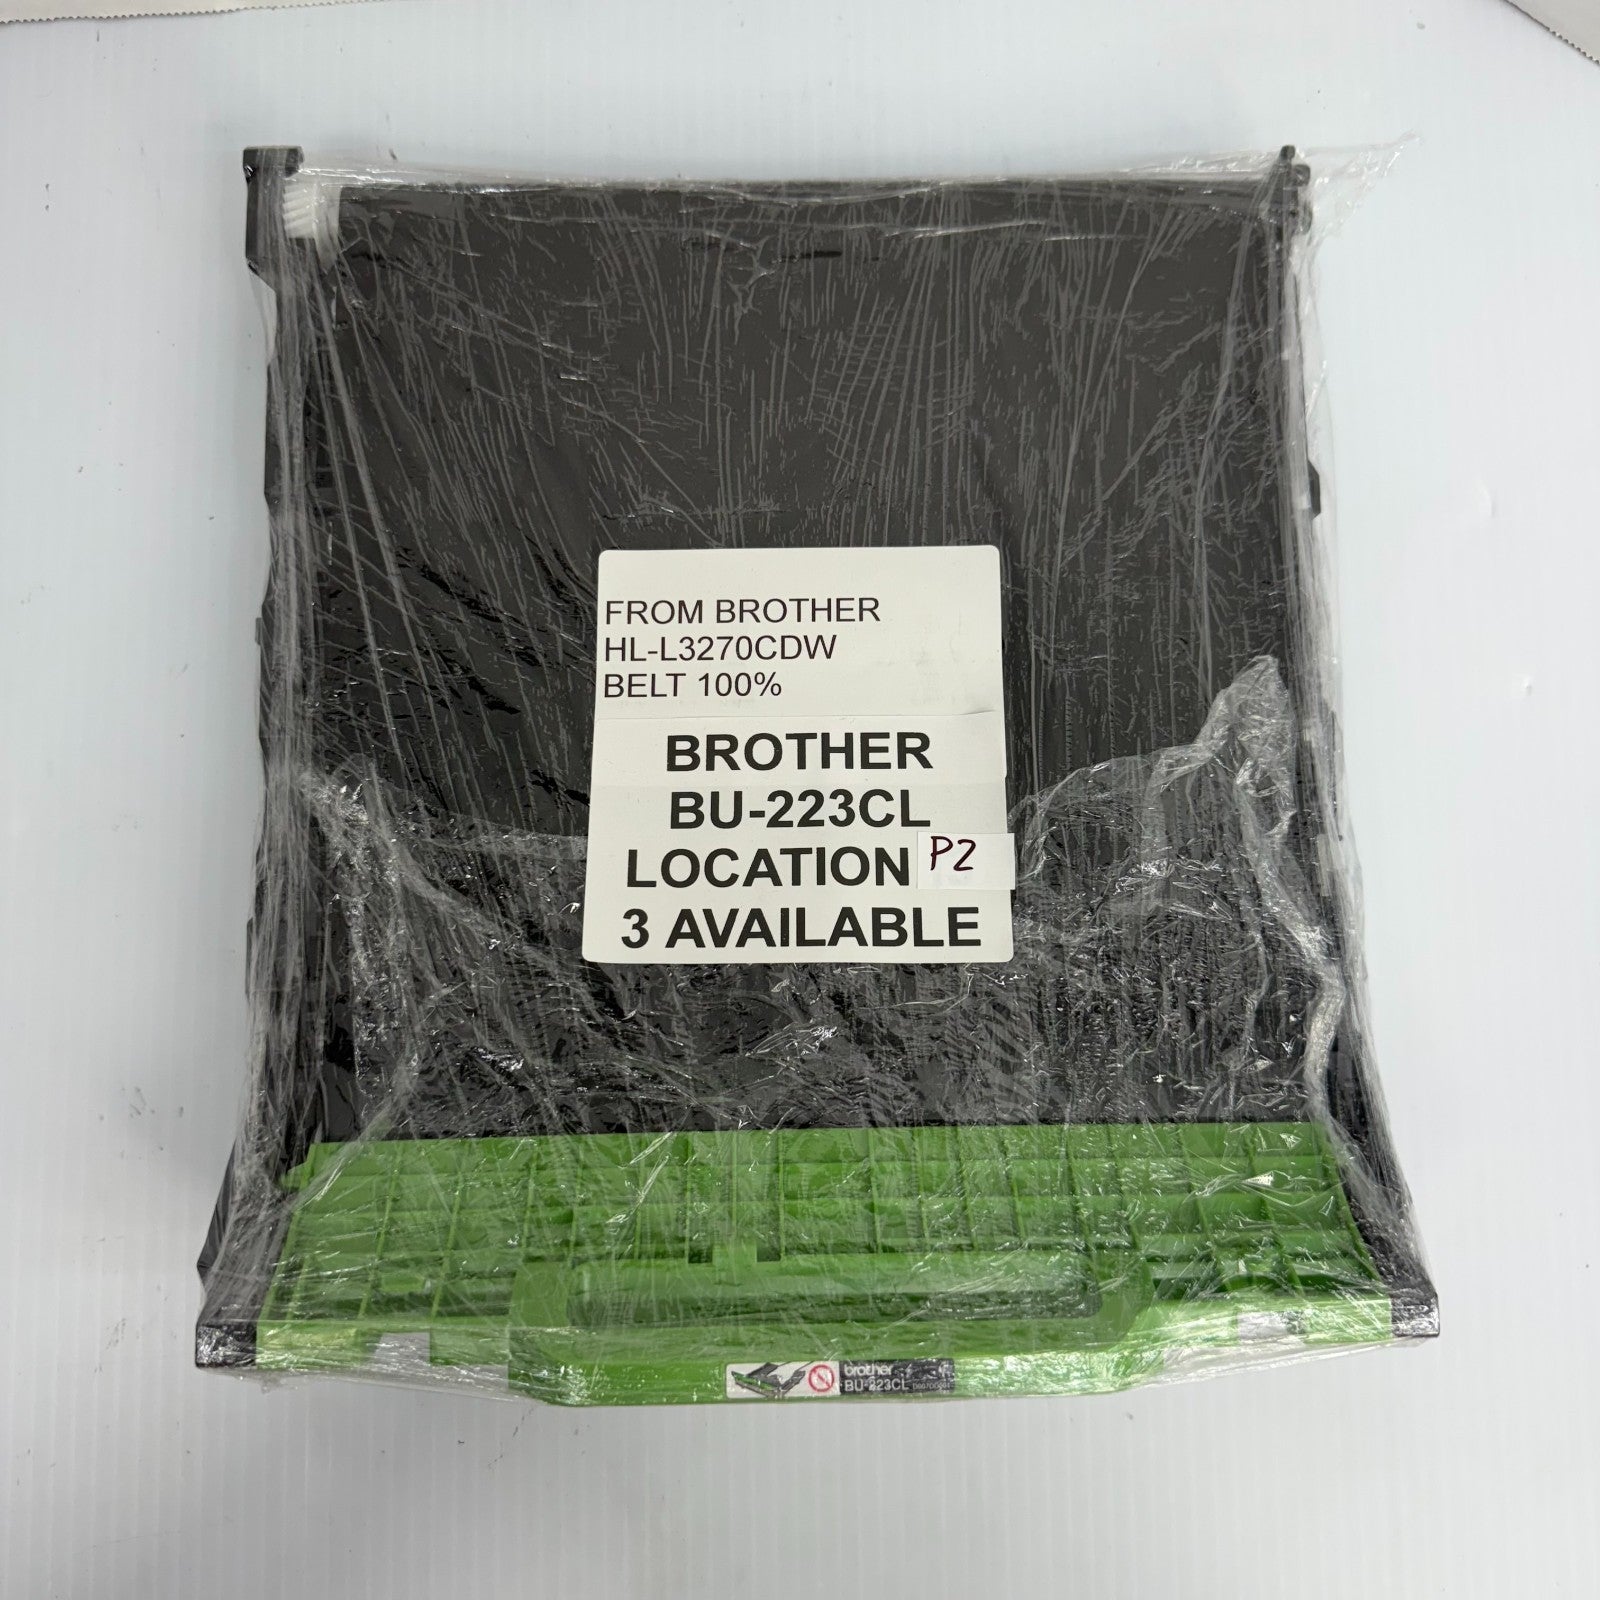 FROM BROTHER
HL-L3270CDW
BELT 100%
BROTHER
BU-223CL
LOCATION P2
3 AVAILABLE
brother
BU-223CL